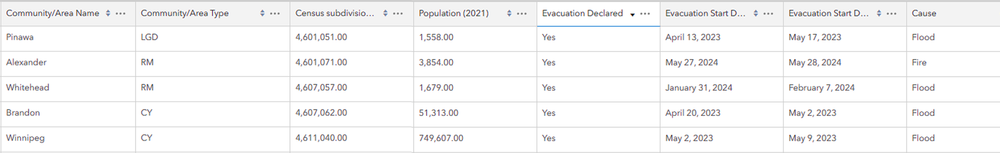 Community/Area Name Community/Area Type Census subdivisio... Population (2021) Evacuation Declared Evacuation Start D... Evacuation Start D... Cause
Pinawa LGD 4,601,051.00 1,558.00 Yes April 13, 2023 May 17, 2023 Flood
Alexander RM 4,601,071.00 3,854.00 Yes May 27, 2024 May 28, 2024 Fire
Whitehead RM 4,607,057.00 1,679.00 Yes January 31, 2024 February 7, 2024 Flood
Brandon CY 4,607,062.00 51,313.00 Yes April 20, 2023 May 2, 2023 Flood
Winnipeg CY 4,611,040.00 749,607.00 Yes May 2, 2023 May 9, 2023 Flood